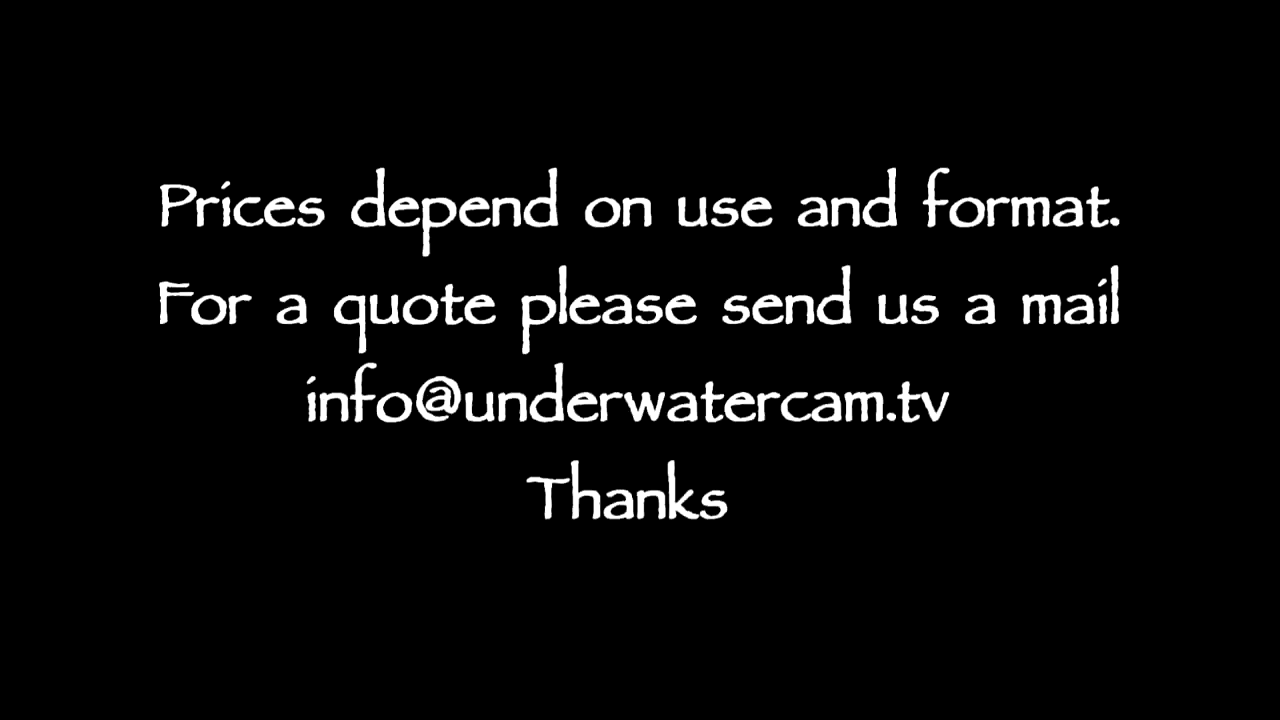 Prices depend on use and format.
For a quote please send us a mail
info@underwatercam.tv
Thanks